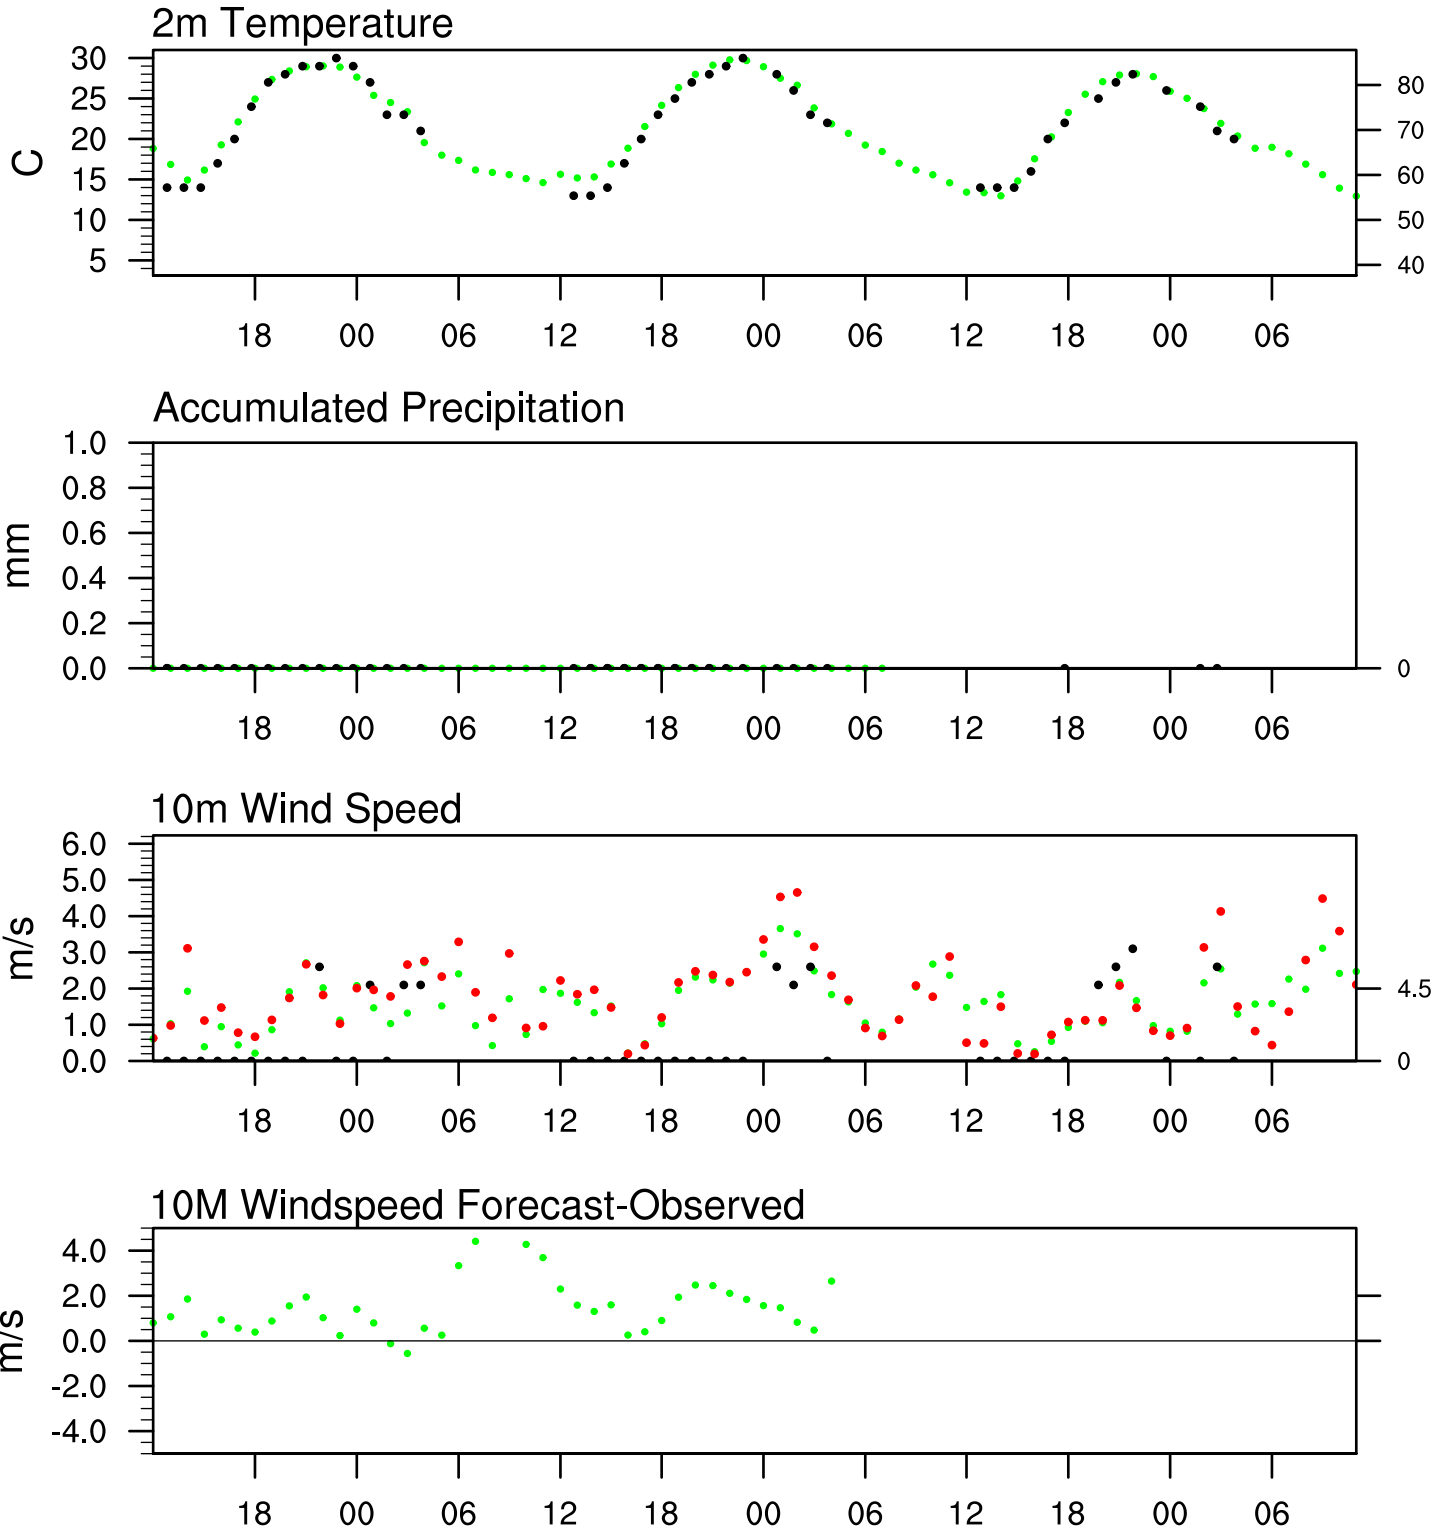 2m Temperature
30
25
20
15
10
5
C
80
70
60
50
40
18 00 06 12 18 00 06 12 18 00 06
Accumulated Precipitation
1.0
0.8
0.6
0.4
0.2
0.0
mm
0
18 00 06 12 18 00 06 12 18 00 06
10m Wind Speed
6.0
5.0
4.0
3.0
2.0
1.0
0.0
m/s
4.5
0
18 00 06 12 18 00 06 12 18 00 06
10M Windspeed Forecast-Observed
4.0
2.0
0.0
-2.0
-4.0
m/s
18 00 06 12 18 00 06 12 18 00 06